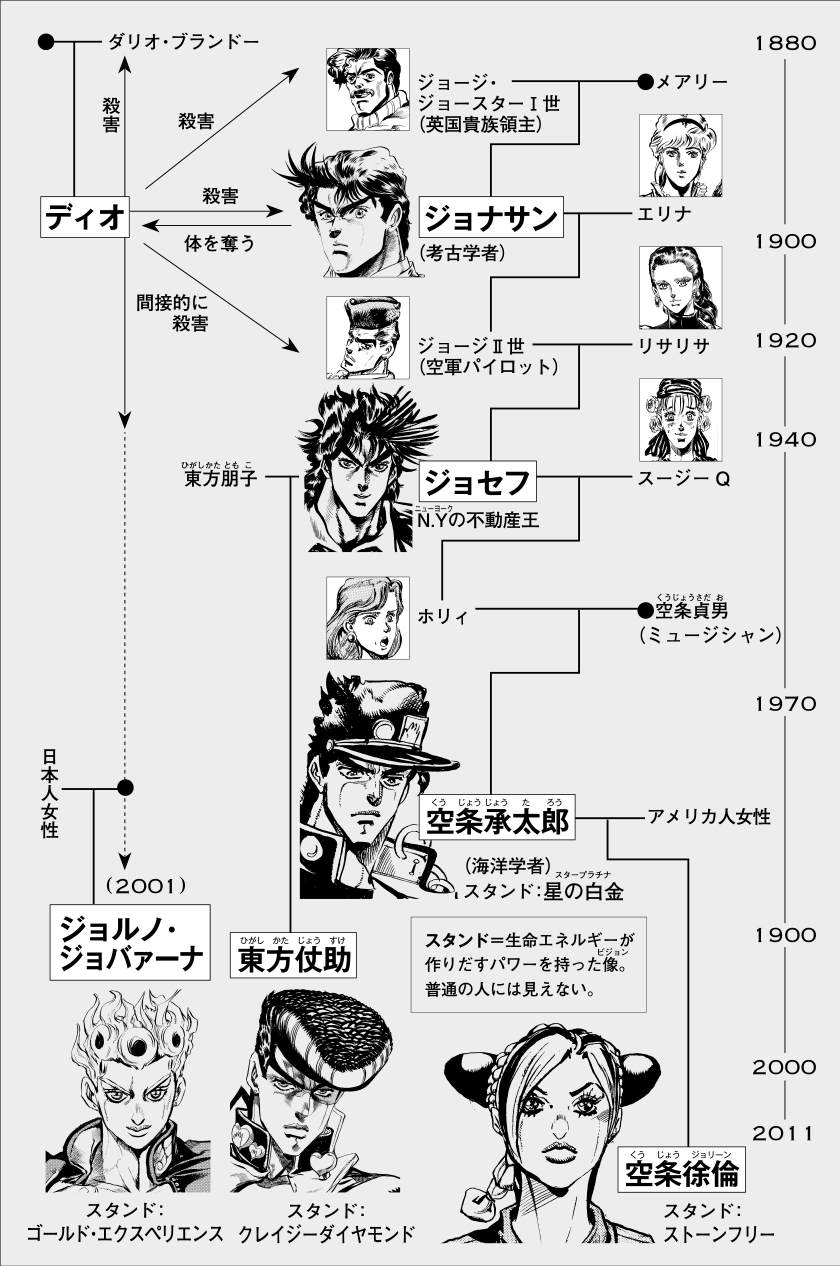 ダリオ・ブランドー
1880
殺害
殺害
ジョージ・
ジョースターⅠ世
(英国貴族領主)
メアリー
殺害
ディオ
ジョナサン
エリナ
体を奪う
(考古学者)
1900
間接的に
殺害
ジョージⅡ世
(空軍パイロット)
リサリサ
1920
1940
ひがしかた とも こ
東方朋子
ジョセフ
スージーQ
ニューヨーク
N.Yの不動産王
ホリィ
くうじょうさだ お
空条貞男
(ミュージシャン)
1970
日本人女性
くう じょうじょう た ろう
空条承太郎
アメリカ人女性
(海洋学者)
スタープラチナ
スタンド:星の白金
(2001)
ジョルノ・
ジョバァーナ
ひがし かた じょう すけ
東方仗助
スタンド=生命エネルギーが
ビジョン
作りだすパワーを持った像。
普通の人には見えない。
1900
2000
2011
くう じょう ジョリーン
空条徐倫
スタンド:
ゴールド・エクスペリエンス
スタンド:
クレイジーダイヤモンド
スタンド:
ストーンフリー